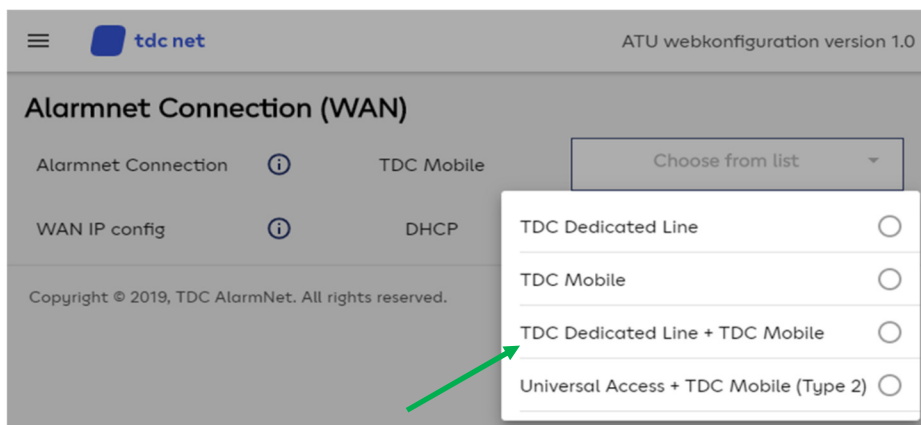 tdc net
ATU webkonfiguration version 1.0
Alarmnet Connection (WAN)
Alarmnet Connection
TDC Mobile
Choose from list
WAN IP config
DHCP
TDC Dedicated Line
TDC Mobile
TDC Dedicated Line + TDC Mobile
Universal Access + TDC Mobile (Type 2)
Copyright © 2019, TDC AlarmNet. All rights reserved.